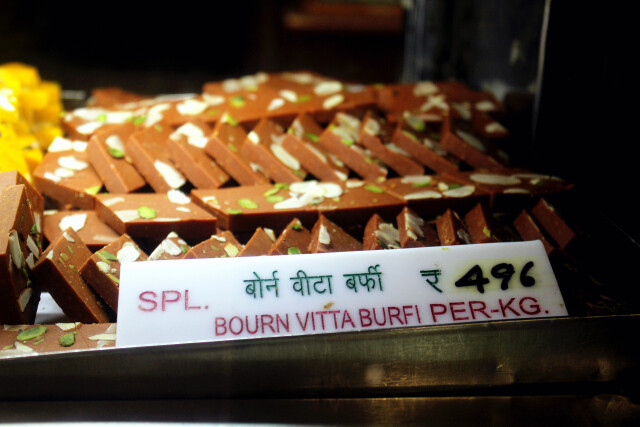 SPL. बोर्न वीटा बर्फी ₹ 496
BOURN VITTA BURFI PER-KG.